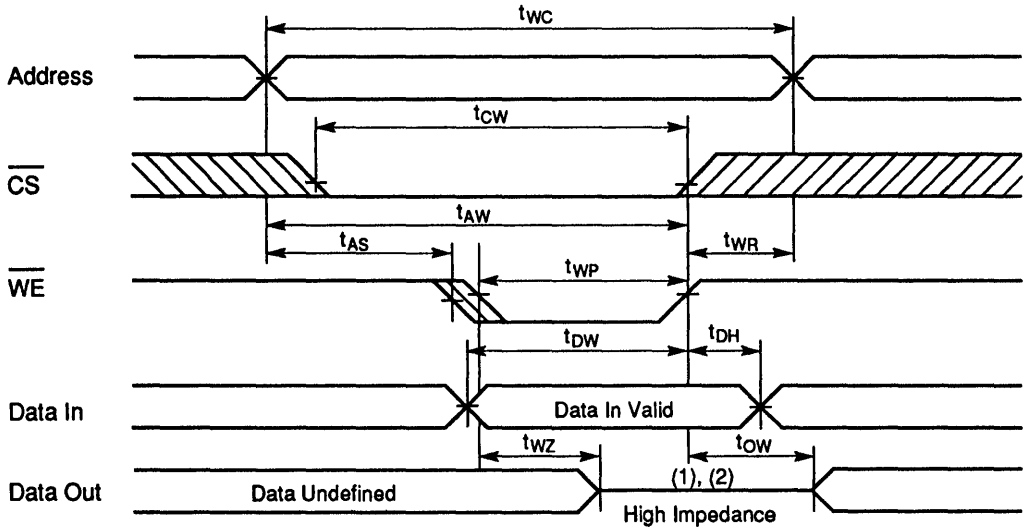 tWC
Address
tCW
CS
tAW
tAS
tWR
WE
tWP
tDW
tDH
Data In
Data In Valid
tWZ
tOW
Data Out
Data Undefined
(1), (2)
High Impedance